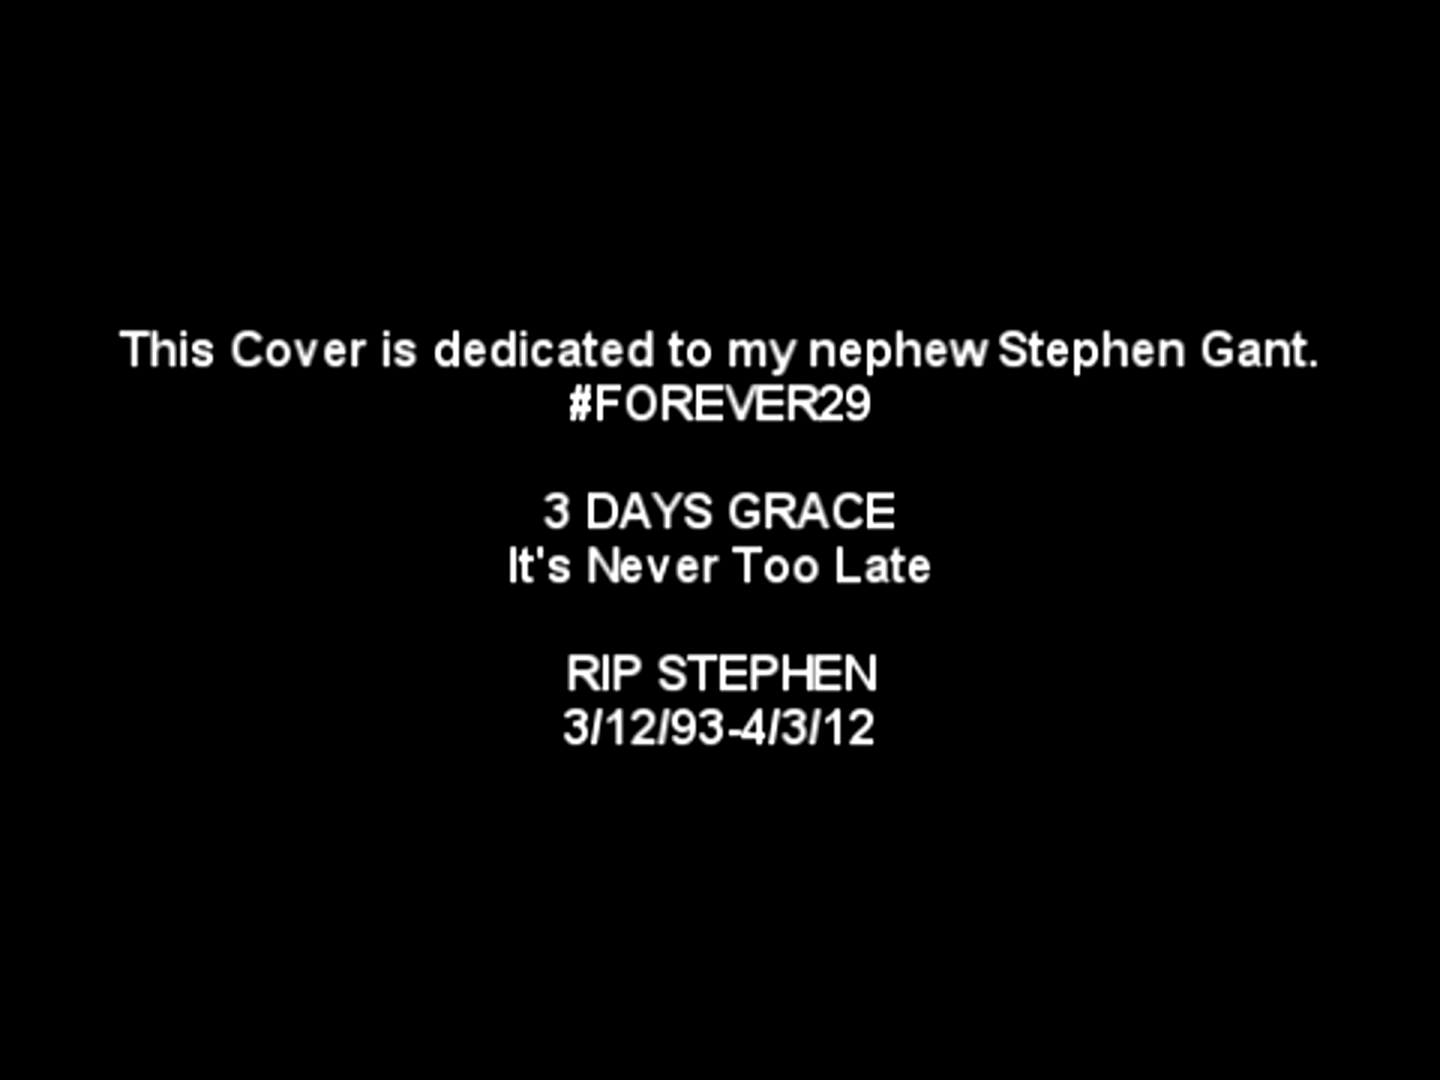 This Cover is dedicated to my nephew Stephen Gant.
#FOREVER29
3 DAYS GRACE
It's Never Too Late
RIP STEPHEN
3/12/93-4/3/12